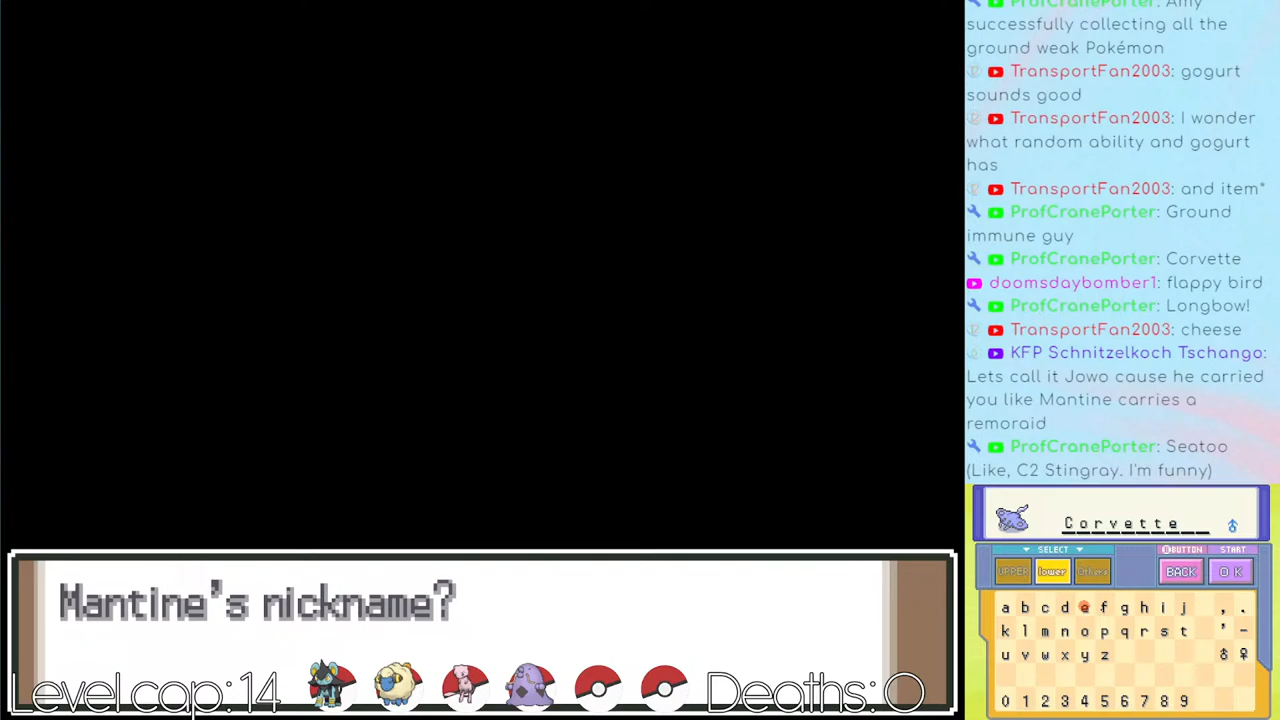 ProfCranePorter: Amy
successfully collecting all the
ground weak Pokémon
TransportFan2003: gogurt
sounds good
TransportFan2003: I wonder
what random ability and gogurt
has
TransportFan2003: and item*
ProfCranePorter: Ground
immune guy
ProfCranePorter: Corvette
doomsdaybomber1: flappy bird
ProfCranePorter: Longbow!
TransportFan2003: cheese
KFP Schnitzelkoch Tschango:
Lets call it Jowo cause he carried
you like Mantine carries a
remoraid
ProfCranePorter: Seatoo
(Like, C2 Stingray. I'm funny)
Corvette__ ♂
SELECT BUTTON START
UPPER lower Others BACK OK
a b c d e f g h i j , .
k l m n o p q r s t ' -
u v w x y z ♂ ♀
0 1 2 3 4 5 6 7 8 9
Mantine's nickname?
Level cap: 14
Deaths: 0